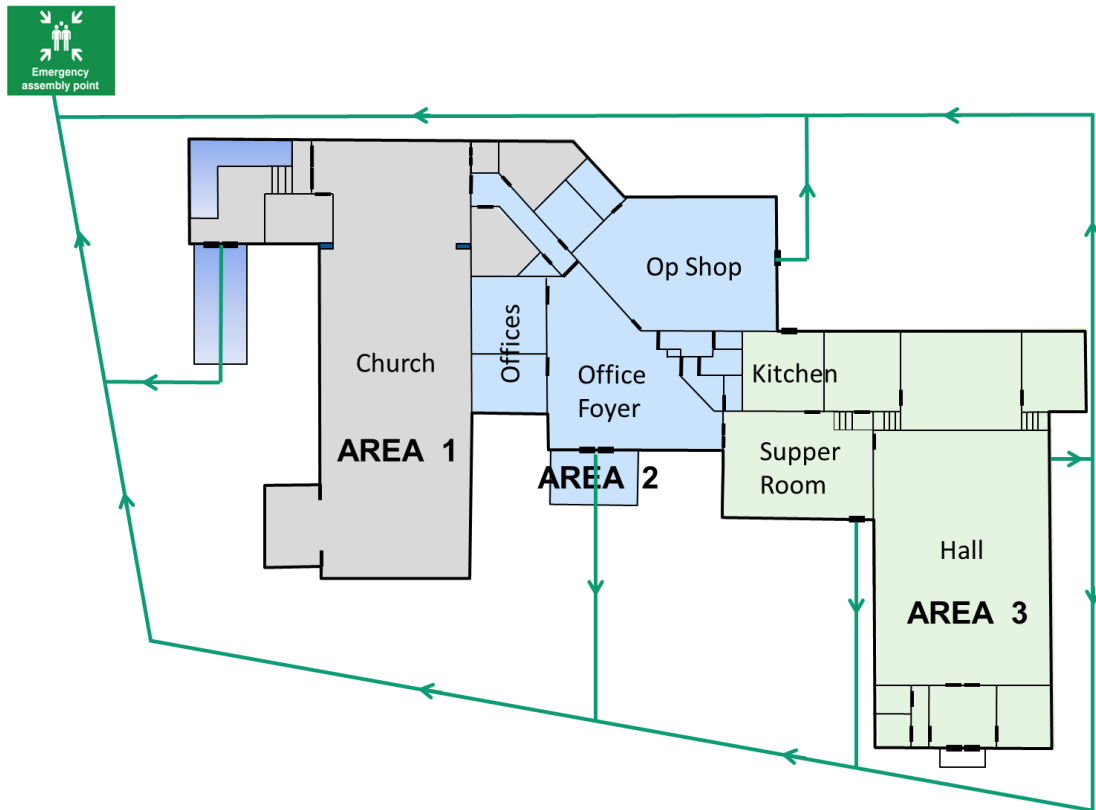 Emergency
assembly point
Op Shop
Offices
Church
Office
Foyer
Kitchen
AREA 1
AREA 2
Supper
Room
Hall
AREA 3